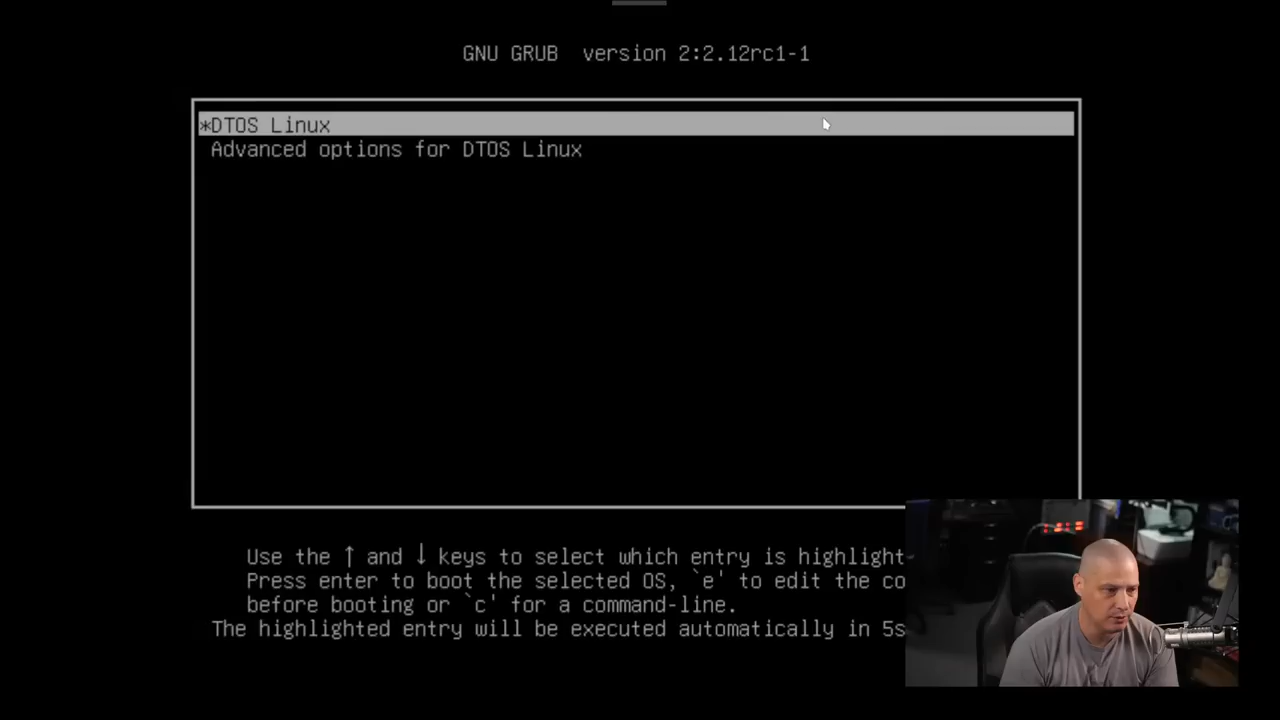 GNU GRUB version 2:2.12rc1-1
*DTOS Linux
Advanced options for DTOS Linux
Use the ↑ and ↓ keys to select which entry is highlight
Press enter to boot the selected OS, `e' to edit the co
before booting or `c' for a command-line.
The highlighted entry will be executed automatically in 5s